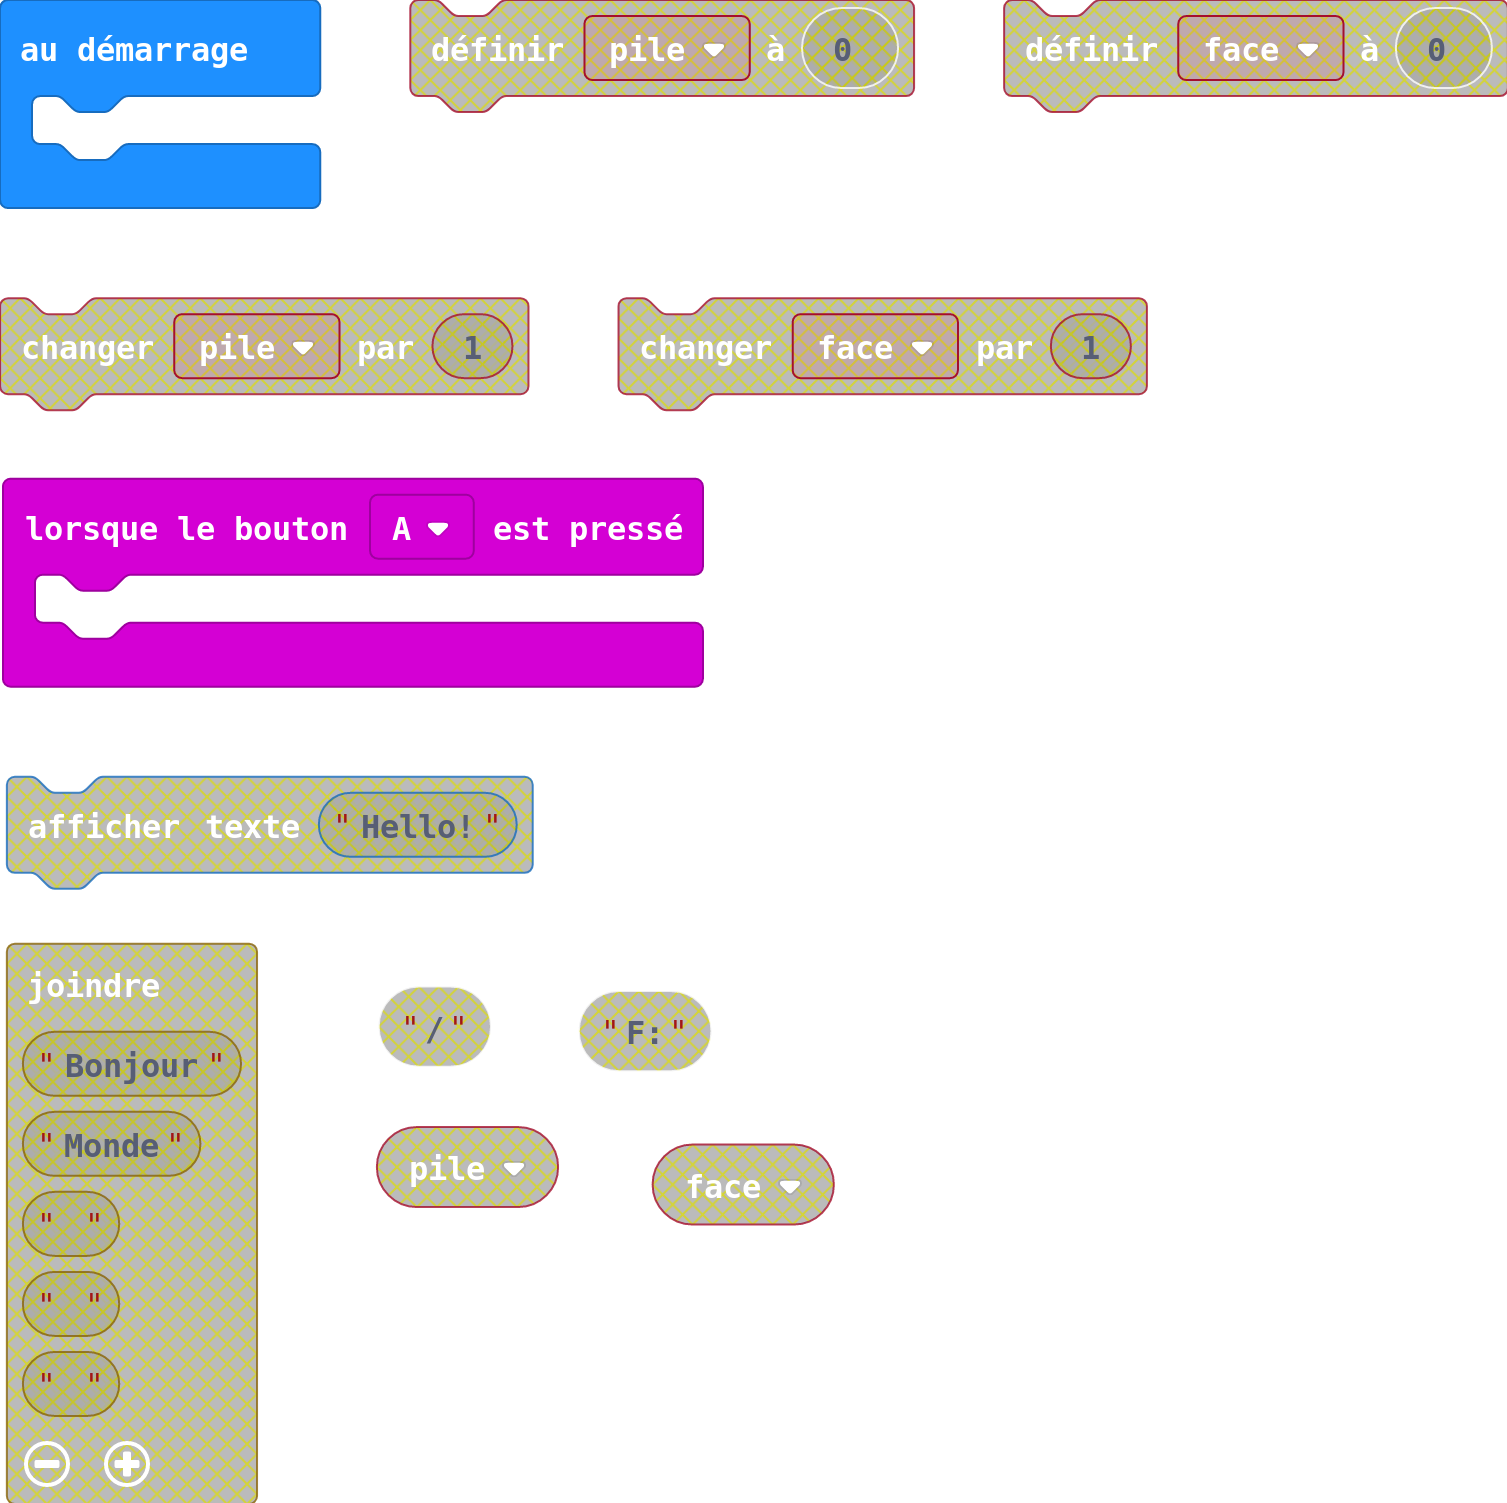 au démarrage
définir pile à 0
définir face à 0
changer pile par 1
changer face par 1
lorsque le bouton A est pressé
afficher texte "Hello!"
joindre
"Bonjour"
"Monde"
" "
" "
" "
"/"
"F:"
pile
face